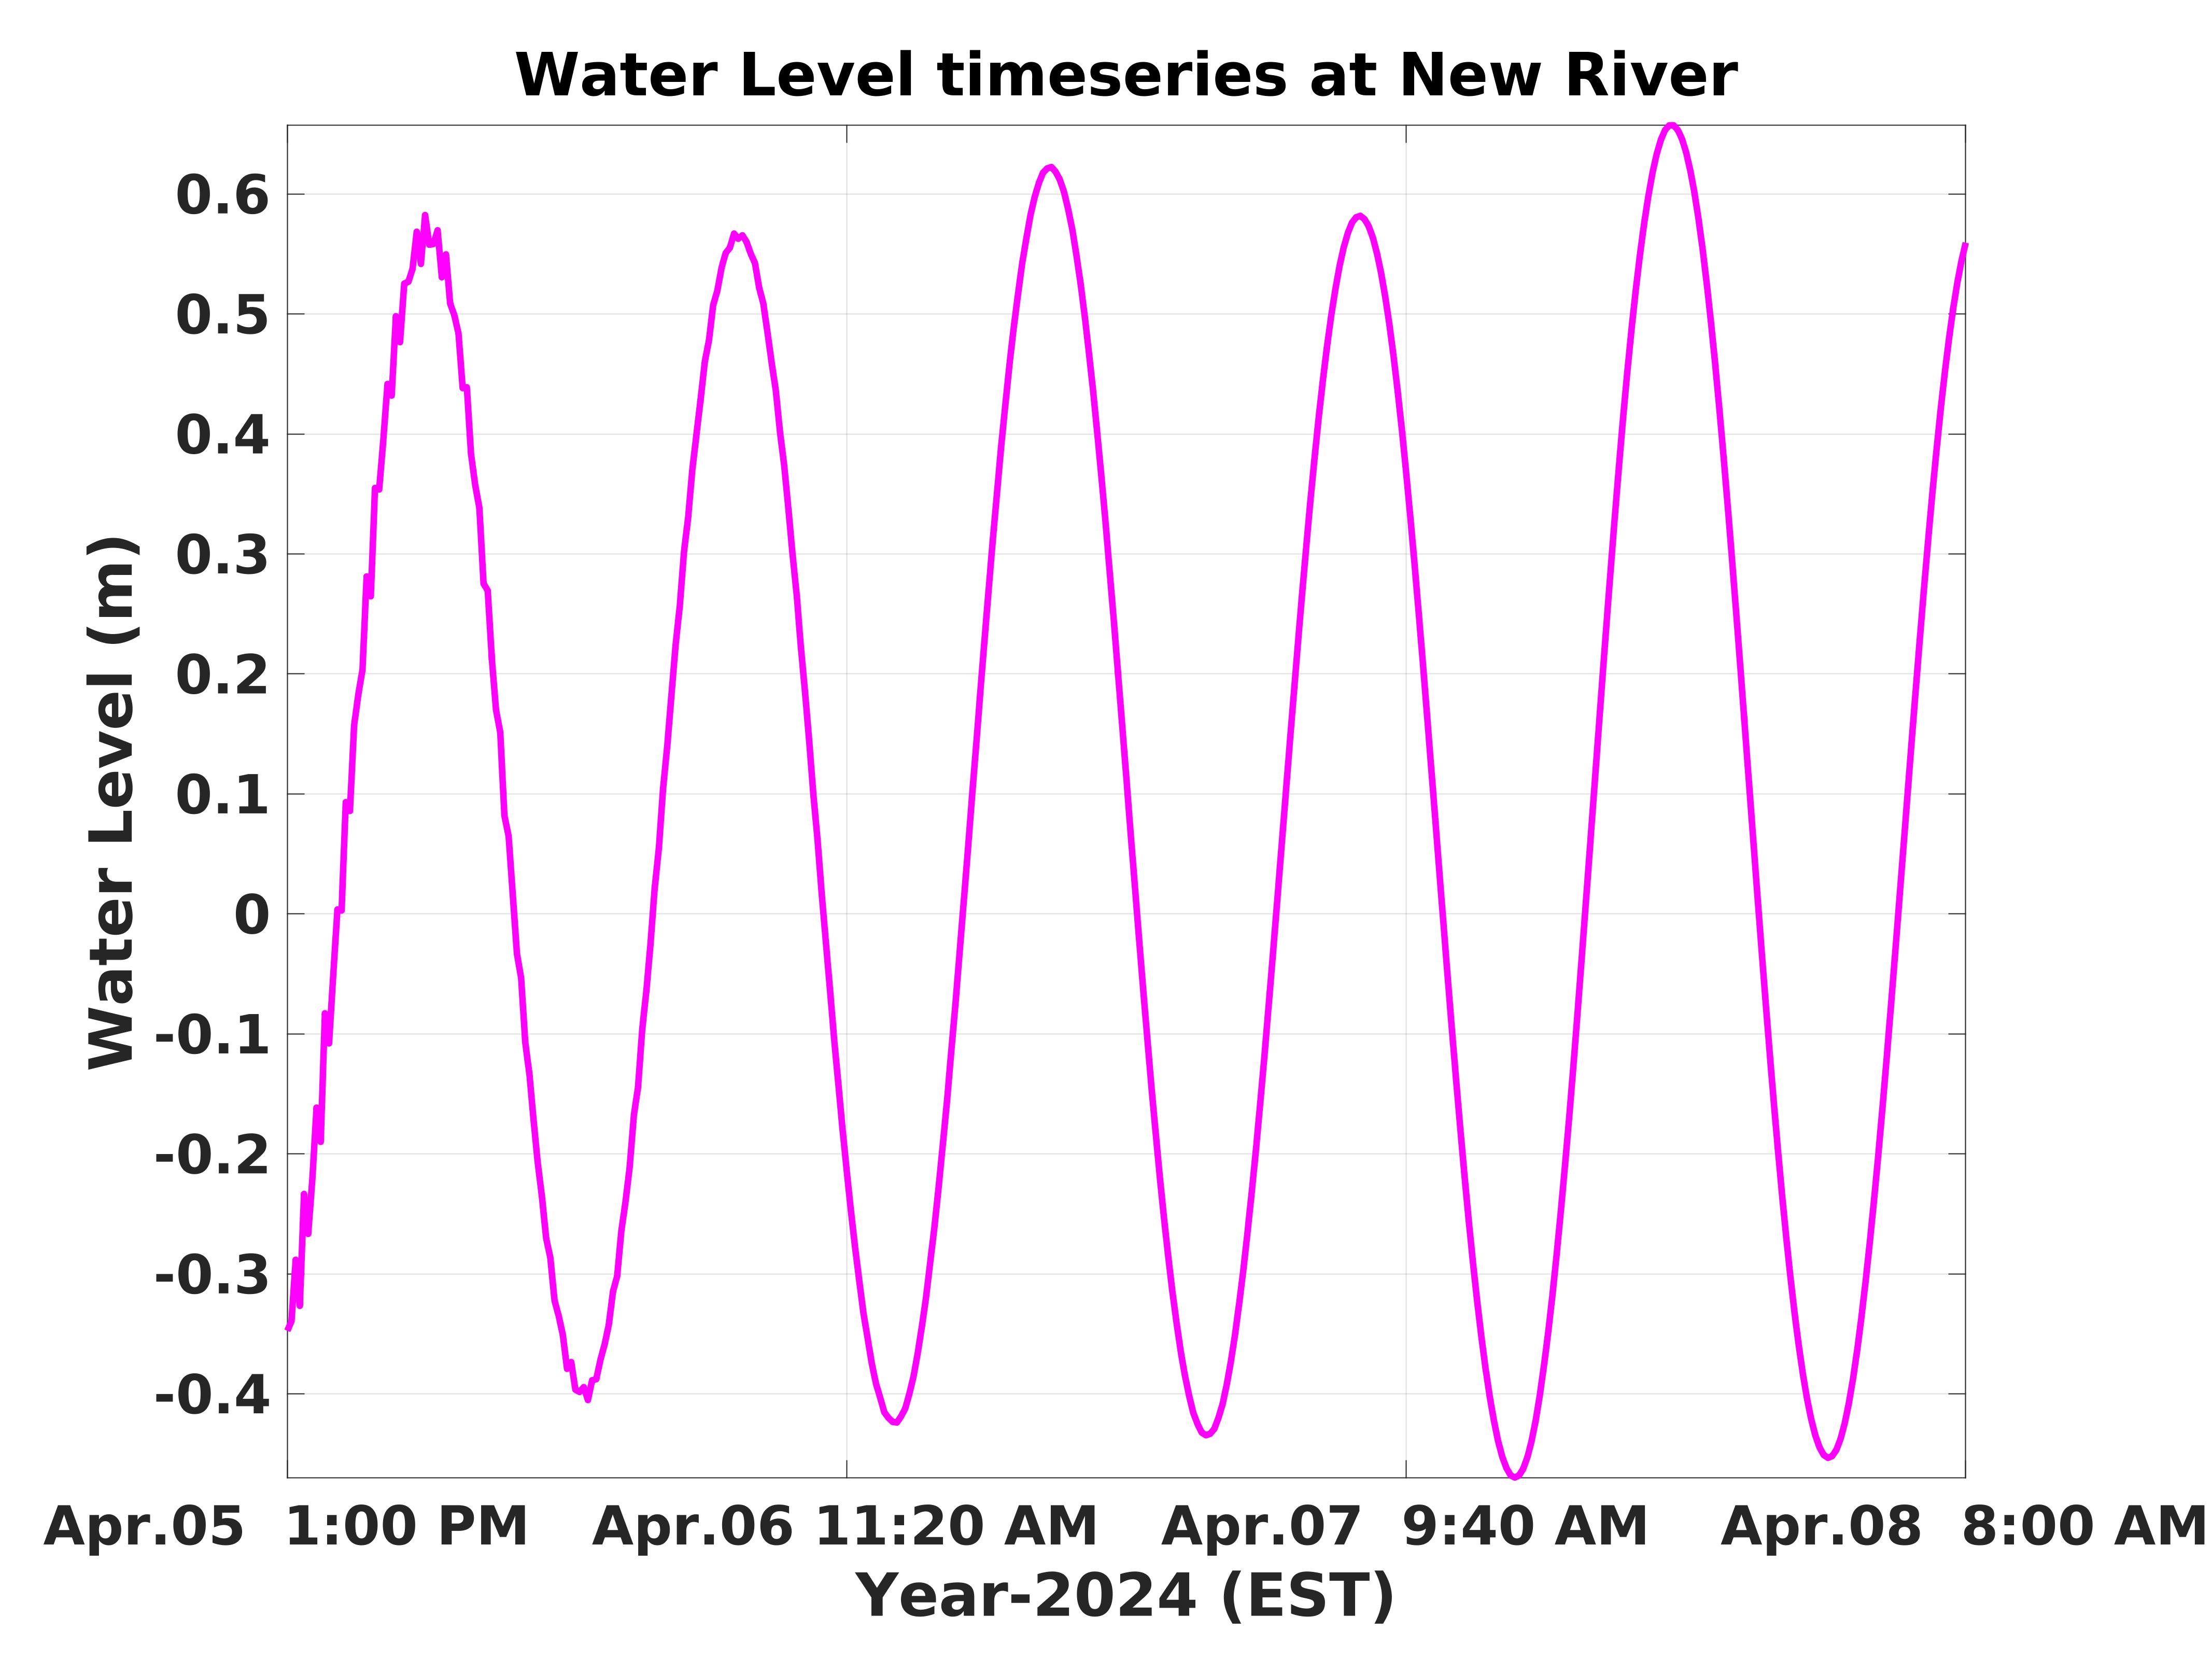 Water Level timeseries at New River
Water Level (m)
0.6
0.5
0.4
0.3
0.2
0.1
0
-0.1
-0.2
-0.3
-0.4
Apr.05 1:00 PM Apr.06 11:20 AM Apr.07 9:40 AM Apr.08 8:00 AM
Year-2024 (EST)